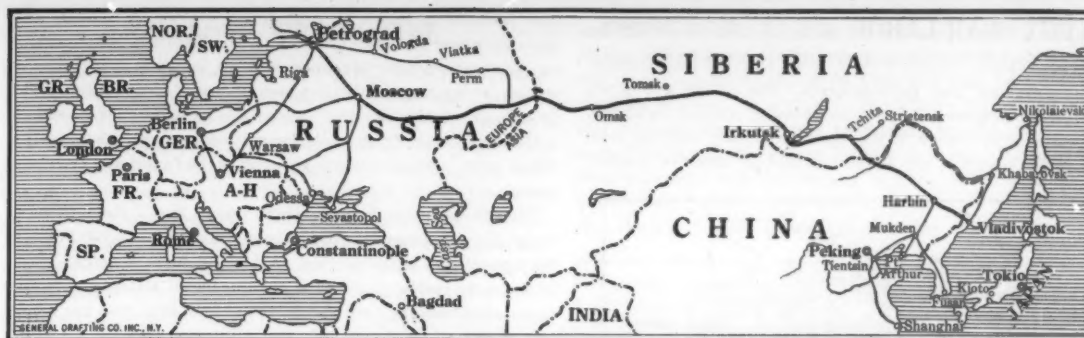 NOR.
SW.
Petrograd
Vologda
Viatka
Perm
Riga
GR. BR.
Moscow
SIBERIA
Tomsk
Omsk
EUROPE
ASIA
RUSSIA
Berlin
GER.
London
Warsaw
Paris
FR.
Vienna
A-H
Odessa
Sevastopol
Irkutsk
Tchita
Strietensk
Nikolaievsk
Khabarovsk
Harbin
Vladivostok
Mukden
CHINA
Peking
Tientsin
Pt.
Arthur
Caspian Sea
SP.
Rome
Constantinople
Bagdad
INDIA
Kioto
Tokio
JAPAN
Fusan
Shanghai
GENERAL DRAFTING CO. INC., N.Y.